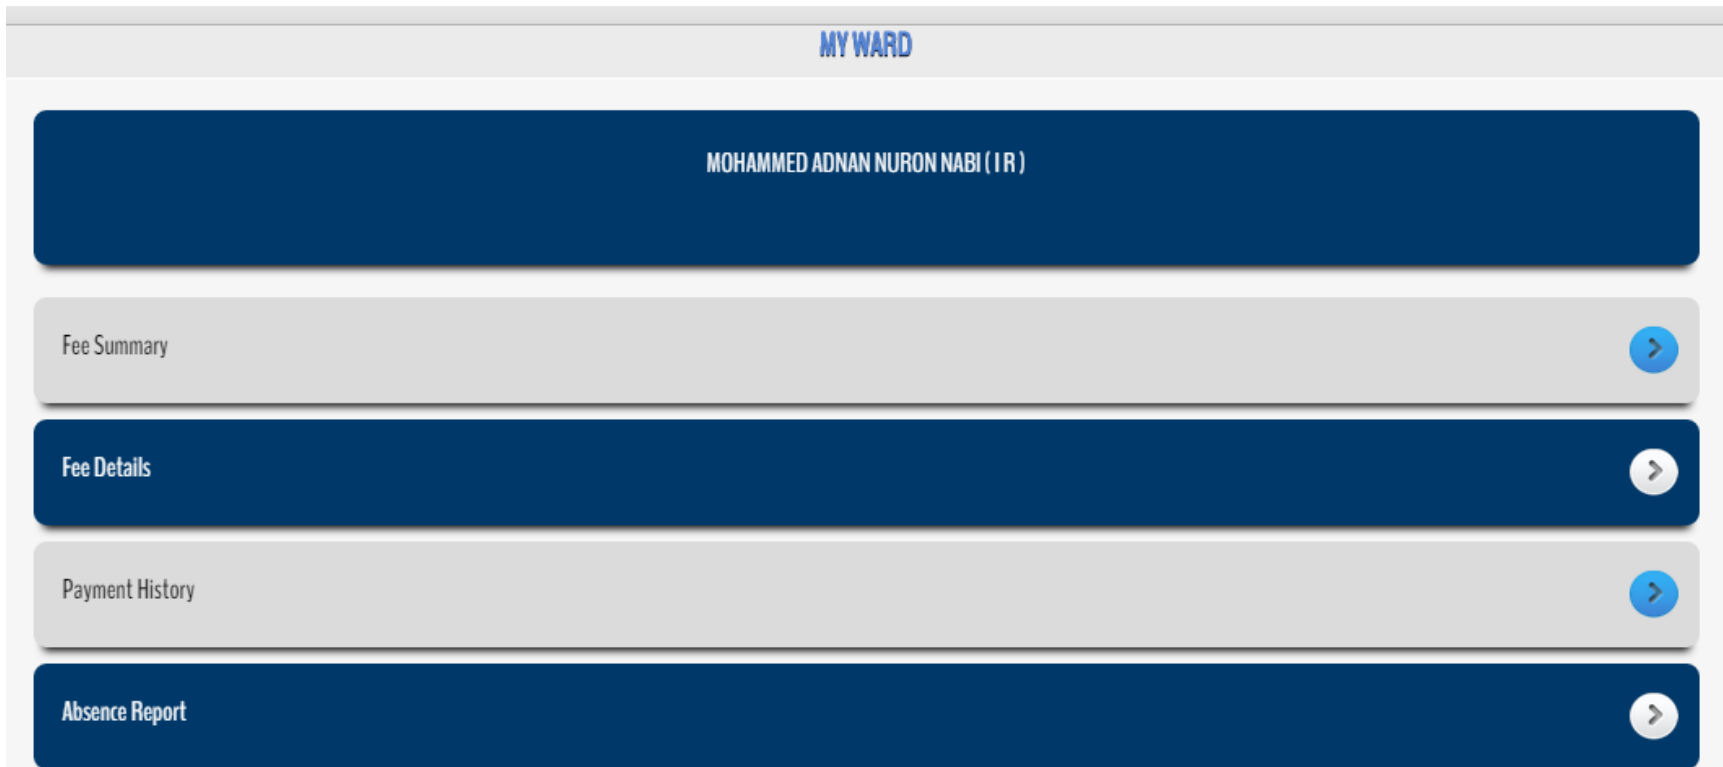 MY WARD
MOHAMMED ADNAN NURON NABI ( I R )
Fee Summary
Fee Details
Payment History
Absence Report